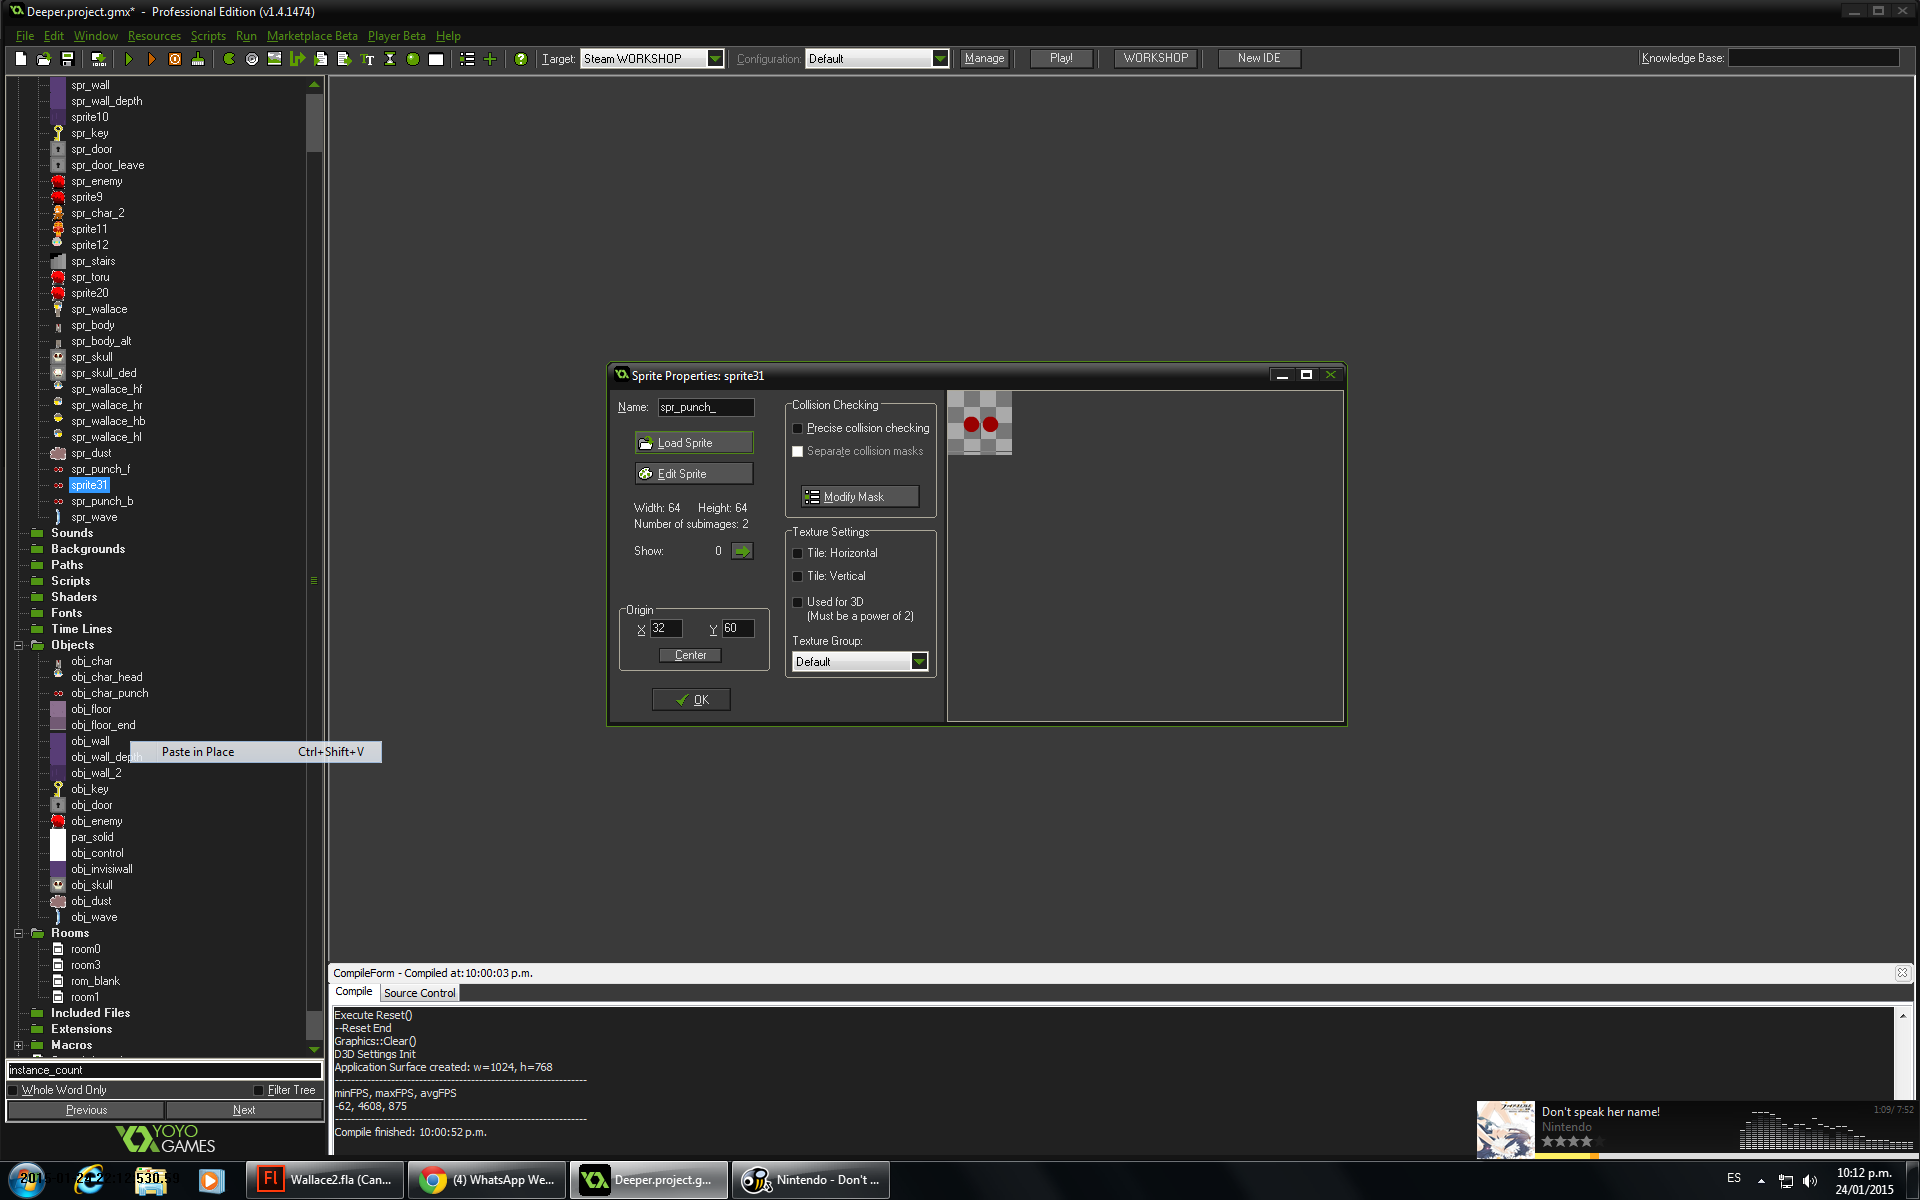 Deeper.project.gmx* - Professional Edition (v1.4.1474)
File Edit Window Resources Scripts Run Marketplace Beta Player Beta Help
Target: Steam WORKSHOP Configuration: Default Manage Play! WORKSHOP New IDE Knowledge Base:
spr_wall
spr_wall_depth
sprite10
spr_key
spr_door
spr_door_leave
spr_enemy
sprite9
spr_char_2
sprite11
sprite12
spr_stairs
spr_toru
sprite20
spr_wallace
spr_body
spr_body_alt
spr_skull
spr_skull_ded
spr_wallace_hf
spr_wallace_hr
spr_wallace_hb
spr_wallace_hl
spr_dust
spr_punch_f
sprite31
spr_punch_b
spr_wave
Sounds
Backgrounds
Paths
Scripts
Shaders
Fonts
Time Lines
Objects
obj_char
obj_char_head
obj_char_punch
obj_floor
obj_floor_end
obj_wall
obj_wall_depth
obj_wall_2
obj_key
obj_door
obj_enemy
par_solid
obj_control
obj_invisiwall
obj_skull
obj_dust
obj_wave
Rooms
room0
room3
rom_blank
room1
Included Files
Extensions
Macros
instance_count
Whole Word Only Filter Tree
Previous Next
YOYO
GAMES
Paste in Place Ctrl+Shift+V
Sprite Properties: sprite31
Name: spr_punch_
Load Sprite
Edit Sprite
Width: 64 Height: 64
Number of subimages: 2
Show: 0
Origin
X 32 Y 60
Center
OK
Collision Checking
Precise collision checking
Separate collision masks
Modify Mask
Texture Settings
Tile: Horizontal
Tile: Vertical
Used for 3D
(Must be a power of 2)
Texture Group:
Default
CompileForm - Compiled at:10:00:03 p.m.
Compile Source Control
Execute Reset()
--Reset End
Graphics::Clear()
D3D Settings Init
Application Surface created: w=1024, h=768
minFPS, maxFPS, avgFPS
-62, 4608, 875
Compile finished: 10:00:52 p.m.
Don't speak her name!
Nintendo
1:09/ 7:52
Wallace2.fla (Can...
(4) WhatsApp We...
Deeper.project.g...
Nintendo - Don't ...
ES
10:12 p.m.
24/01/2015